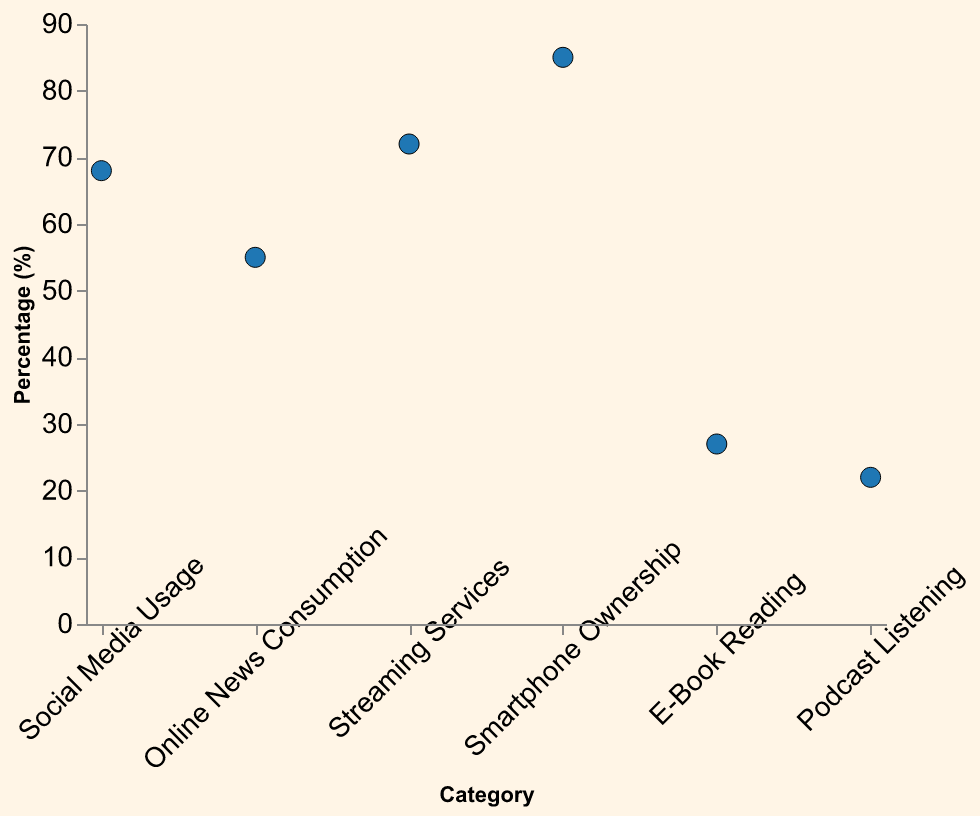 90
80
70
60
50
40
30
20
10
0
Percentage (%)
Social Media Usage
Online News Consumption
Streaming Services
Smartphone Ownership
E-Book Reading
Podcast Listening
Category